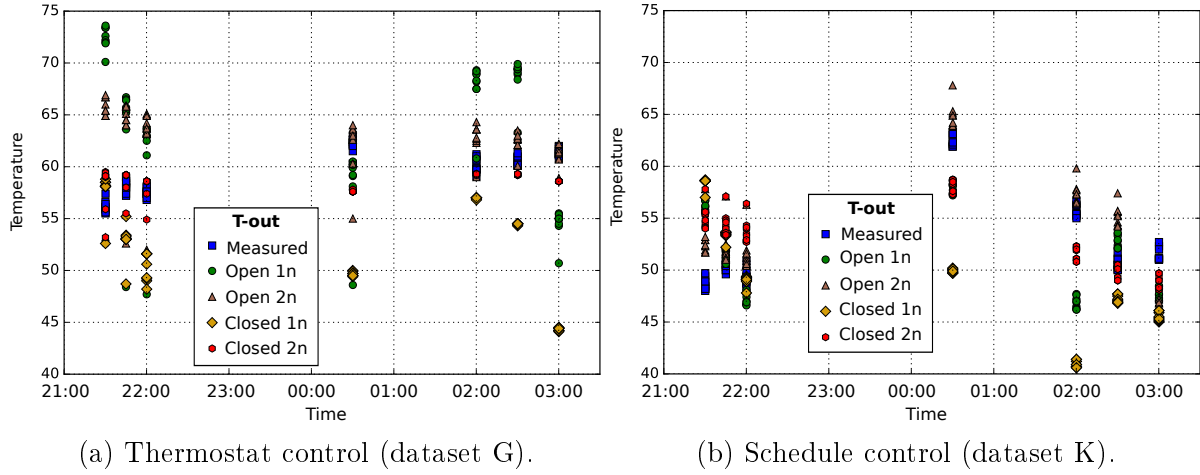 75
70
65
60
55
50
45
40
Temperature
21:00 22:00 23:00 00:00 01:00 02:00 03:00
Time
T-out
Measured
Open 1n
Open 2n
Closed 1n
Closed 2n
(a) Thermostat control (dataset G).
75
70
65
60
55
50
45
40
Temperature
21:00 22:00 23:00 00:00 01:00 02:00 03:00
Time
T-out
Measured
Open 1n
Open 2n
Closed 1n
Closed 2n
(b) Schedule control (dataset K).